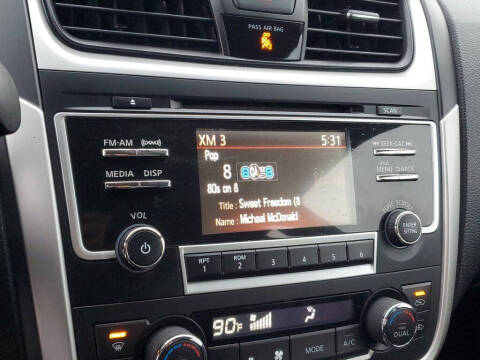 PASS AIR BAG
OFF
SCAN
FM·AM
XM 3
5:31
SEEK·CAT
Pop
MEDIA
DISP
8
MENU
BACK
80s on 8
Title : Sweet Freedom (8
Name : Michael McDonald
VOL
TUNE·SCROLL
ENTER
SETTING
RPT
1
RDM
2
3
4
5
6
90°F
MODE
A/C
DUAL